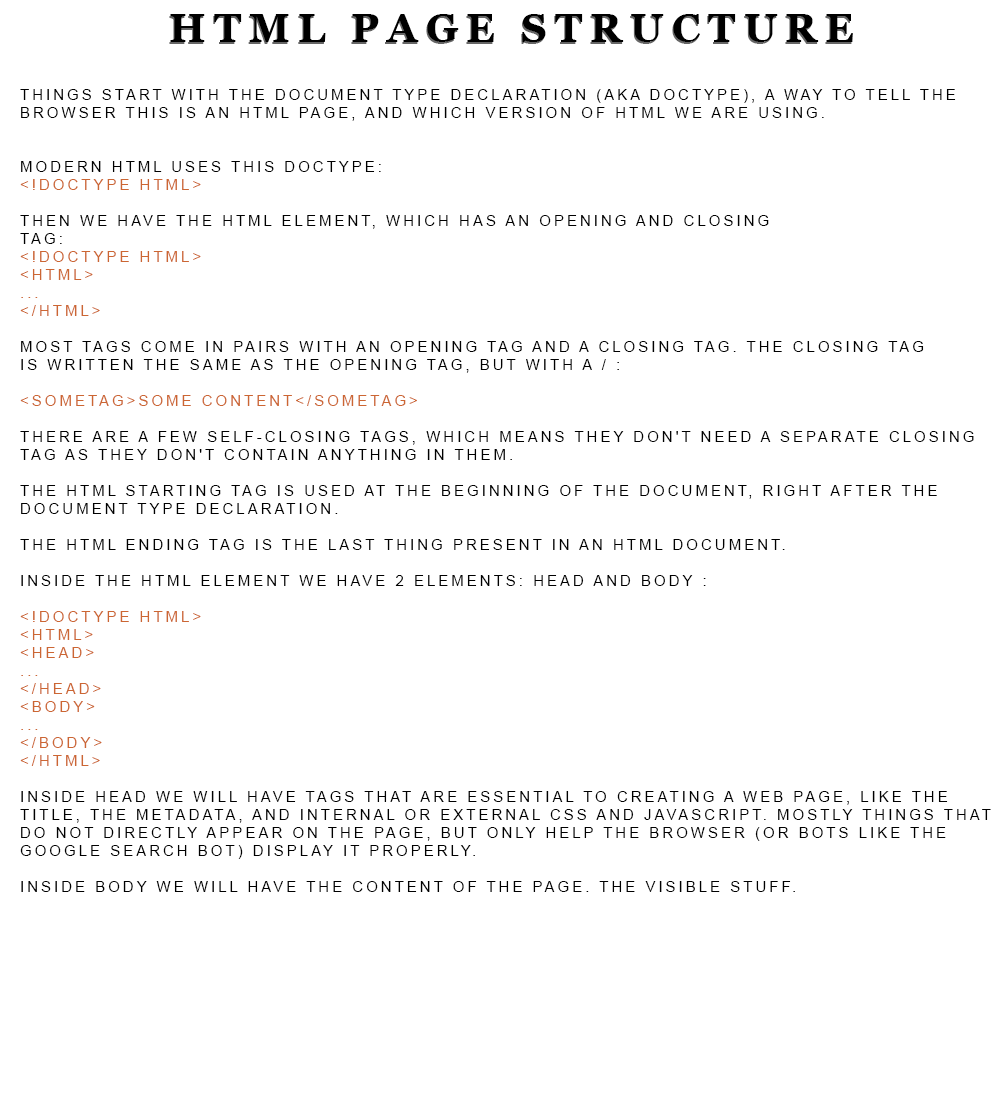 HTML PAGE STRUCTURE
THINGS START WITH THE DOCUMENT TYPE DECLARATION (AKA DOCTYPE), A WAY TO TELL THE
BROWSER THIS IS AN HTML PAGE, AND WHICH VERSION OF HTML WE ARE USING.
MODERN HTML USES THIS DOCTYPE:
<!DOCTYPE HTML>
THEN WE HAVE THE HTML ELEMENT, WHICH HAS AN OPENING AND CLOSING
TAG:
<!DOCTYPE HTML>
<HTML>
...
</HTML>
MOST TAGS COME IN PAIRS WITH AN OPENING TAG AND A CLOSING TAG. THE CLOSING TAG
IS WRITTEN THE SAME AS THE OPENING TAG, BUT WITH A / :
<SOMETAG>SOME CONTENT</SOMETAG>
THERE ARE A FEW SELF-CLOSING TAGS, WHICH MEANS THEY DON'T NEED A SEPARATE CLOSING
TAG AS THEY DON'T CONTAIN ANYTHING IN THEM.
THE HTML STARTING TAG IS USED AT THE BEGINNING OF THE DOCUMENT, RIGHT AFTER THE
DOCUMENT TYPE DECLARATION.
THE HTML ENDING TAG IS THE LAST THING PRESENT IN AN HTML DOCUMENT.
INSIDE THE HTML ELEMENT WE HAVE 2 ELEMENTS: HEAD AND BODY :
<!DOCTYPE HTML>
<HTML>
<HEAD>
...
</HEAD>
<BODY>
...
</BODY>
</HTML>
INSIDE HEAD WE WILL HAVE TAGS THAT ARE ESSENTIAL TO CREATING A WEB PAGE, LIKE THE
TITLE, THE METADATA, AND INTERNAL OR EXTERNAL CSS AND JAVASCRIPT. MOSTLY THINGS THAT
DO NOT DIRECTLY APPEAR ON THE PAGE, BUT ONLY HELP THE BROWSER (OR BOTS LIKE THE
GOOGLE SEARCH BOT) DISPLAY IT PROPERLY.
INSIDE BODY WE WILL HAVE THE CONTENT OF THE PAGE. THE VISIBLE STUFF.